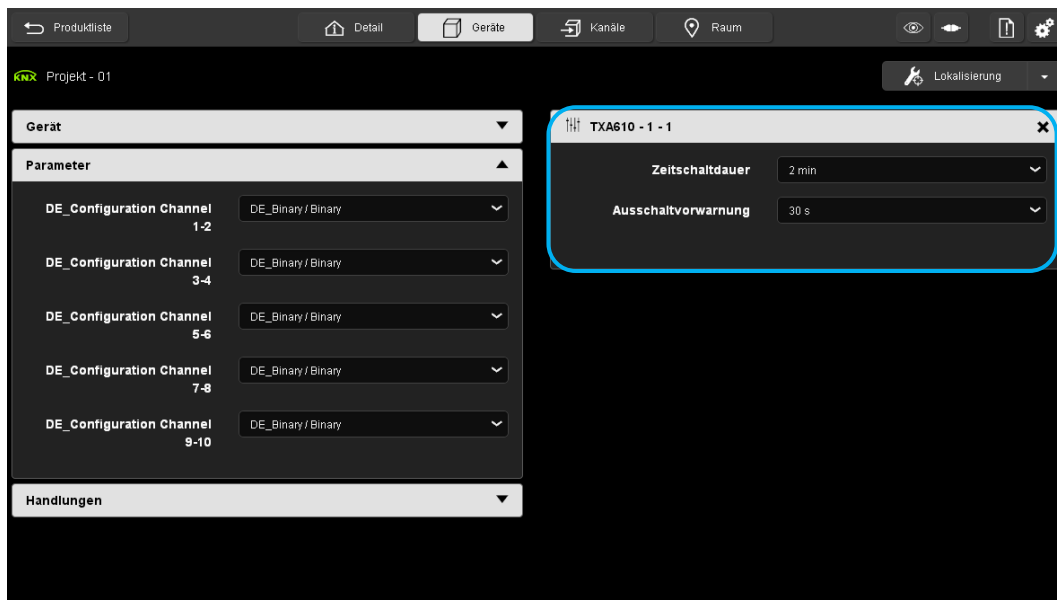 Produktliste
Detail
Geräte
Kanäle
Raum
KNX Projekt - 01
Lokalisierung
Gerät
Parameter
DE_Configuration Channel
1-2
DE_Binary / Binary
DE_Configuration Channel
3-4
DE_Binary / Binary
DE_Configuration Channel
5-6
DE_Binary / Binary
DE_Configuration Channel
7-8
DE_Binary / Binary
DE_Configuration Channel
9-10
DE_Binary / Binary
Handlungen
TXA610 - 1 - 1
Zeitschaltdauer
2 min
Ausschaltvorwarnung
30 s